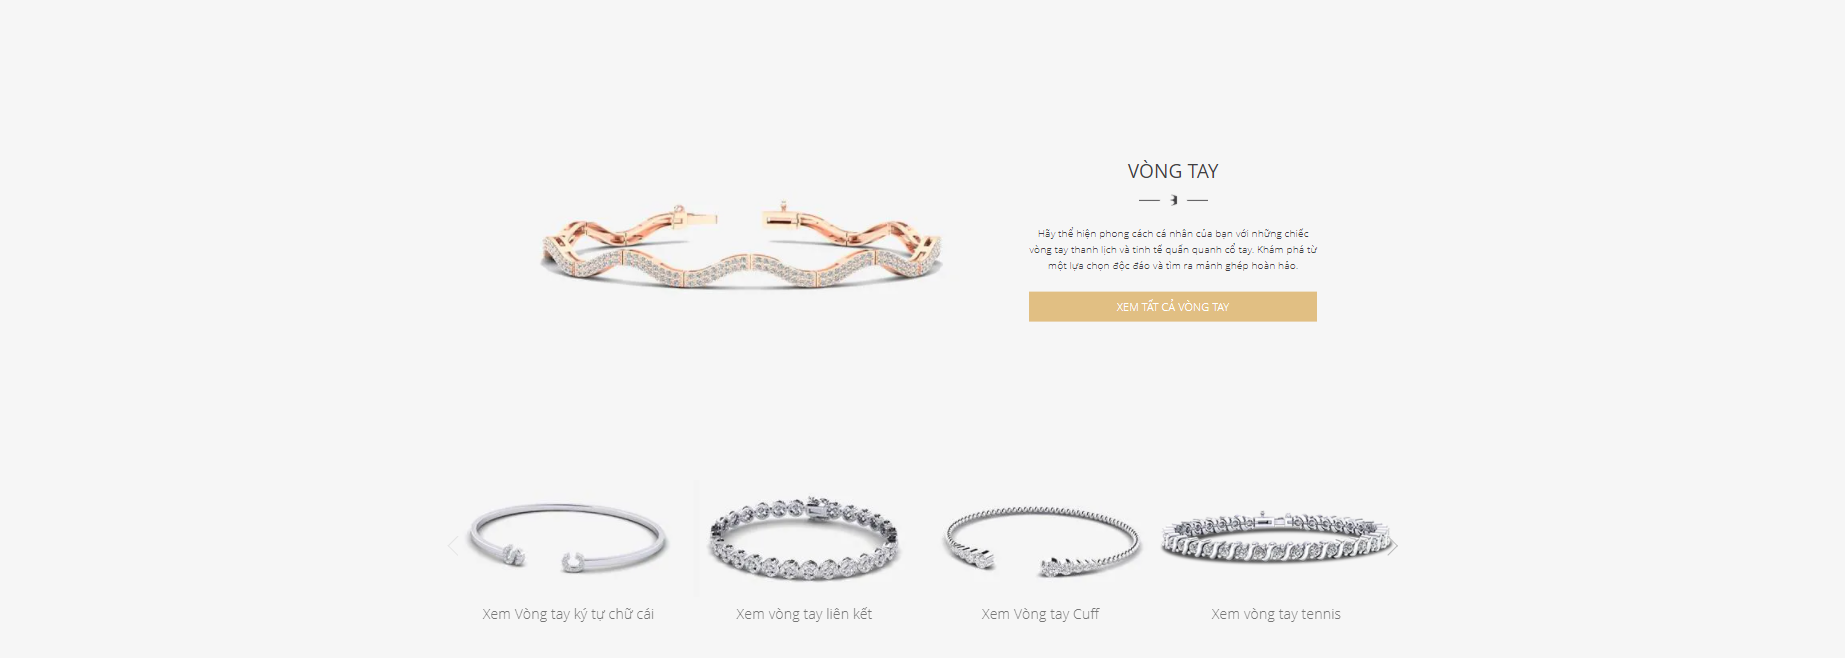 VÒNG TAY
Hãy thể hiện phong cách cá nhân của bạn với những chiếc
vòng tay thanh lịch và tinh tế quấn quanh cổ tay. Khám phá từ
một lựa chọn độc đáo và tìm ra mảnh ghép hoàn hảo.
XEM TẤT CẢ VÒNG TAY
Xem Vòng tay ký tự chữ cái
Xem vòng tay liên kết
Xem Vòng tay Cuff
Xem vòng tay tennis